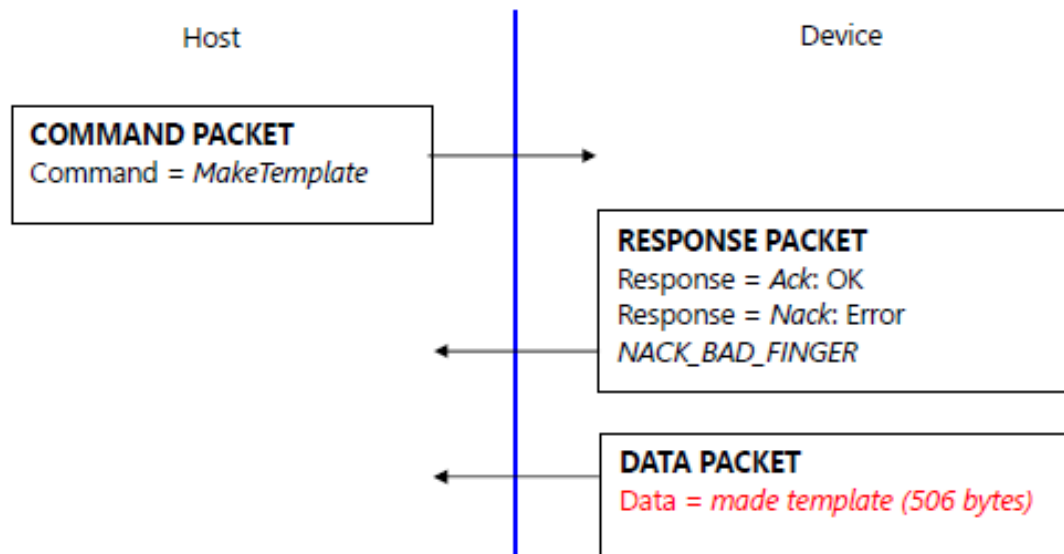 Host
Device
COMMAND PACKET
Command = MakeTemplate
RESPONSE PACKET
Response = Ack: OK
Response = Nack: Error
NACK_BAD_FINGER
DATA PACKET
Data = made template (506 bytes)